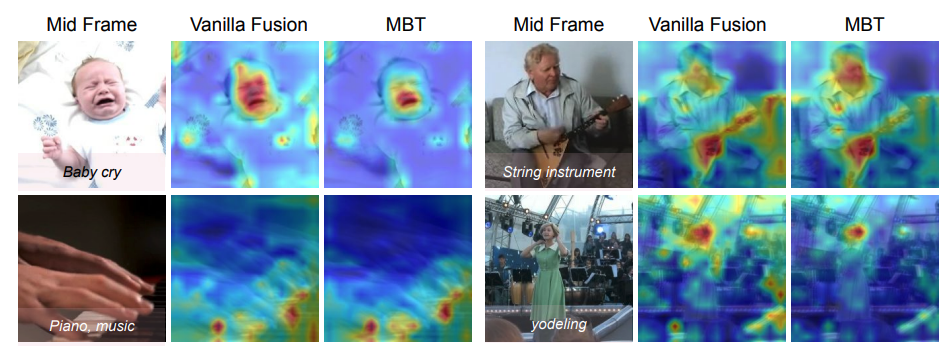 Mid Frame Vanilla Fusion MBT Mid Frame Vanilla Fusion MBT
Baby cry
String instrument
Piano, music
yodeling